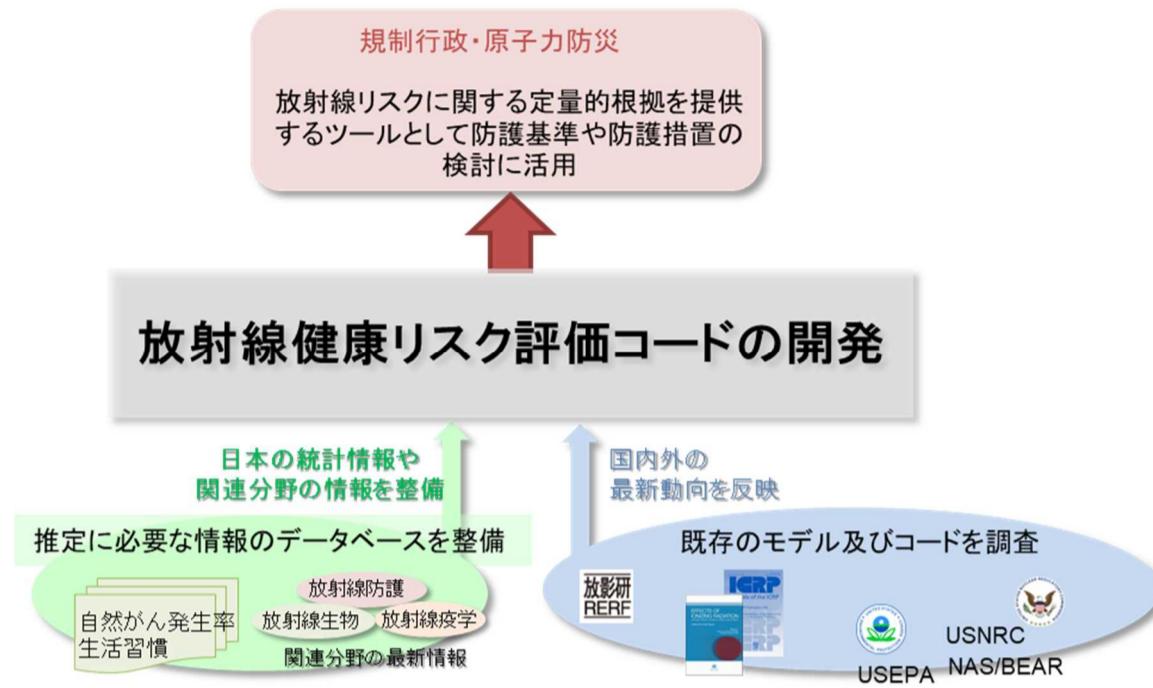 規制行政・原子力防災
放射線リスクに関する定量的根拠を提供
するツールとして防護基準や防護措置の
検討に活用
放射線健康リスク評価コードの開発
日本の統計情報や
関連分野の情報を整備
国内外の
最新動向を反映
推定に必要な情報のデータベースを整備
自然がん発生率
生活習慣
放射線防護
放射線生物
放射線疫学
関連分野の最新情報
既存のモデル及びコードを調査
放影研
RERF
ICRP
EFFECTS OF
IONIZING RADIATION
USEPA
USNRC
NAS/BEAR